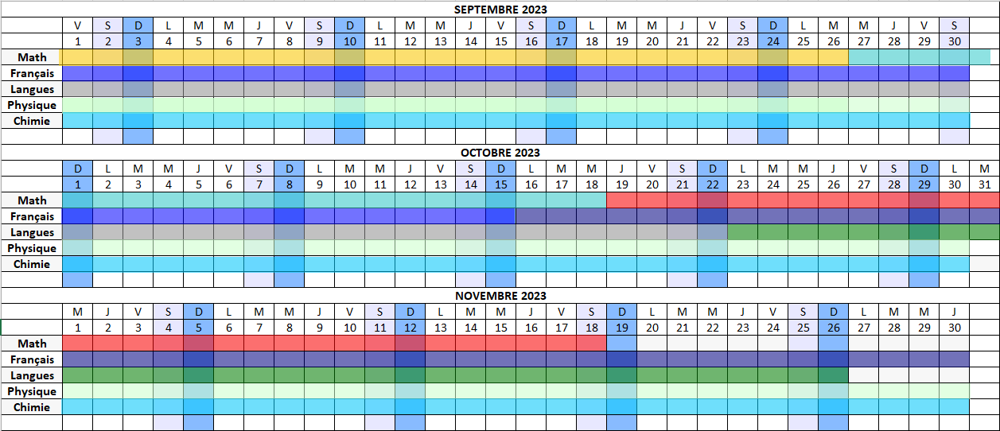 SEPTEMBRE 2023
V S D L M M J V S D L M M J V S D L M M J V S D L M M J V S
1 2 3 4 5 6 7 8 9 10 11 12 13 14 15 16 17 18 19 20 21 22 23 24 25 26 27 28 29 30
Math
Français
Langues
Physique
Chimie
OCTOBRE 2023
D L M M J V S D L M M J V S D L M M J V S D L M M J V S D L M
1 2 3 4 5 6 7 8 9 10 11 12 13 14 15 16 17 18 19 20 21 22 23 24 25 26 27 28 29 30 31
Math
Français
Langues
Physique
Chimie
NOVEMBRE 2023
M J V S D L M M J V S D L M M J V S D L M M J V S D L M M J
1 2 3 4 5 6 7 8 9 10 11 12 13 14 15 16 17 18 19 20 21 22 23 24 25 26 27 28 29 30
Math
Français
Langues
Physique
Chimie